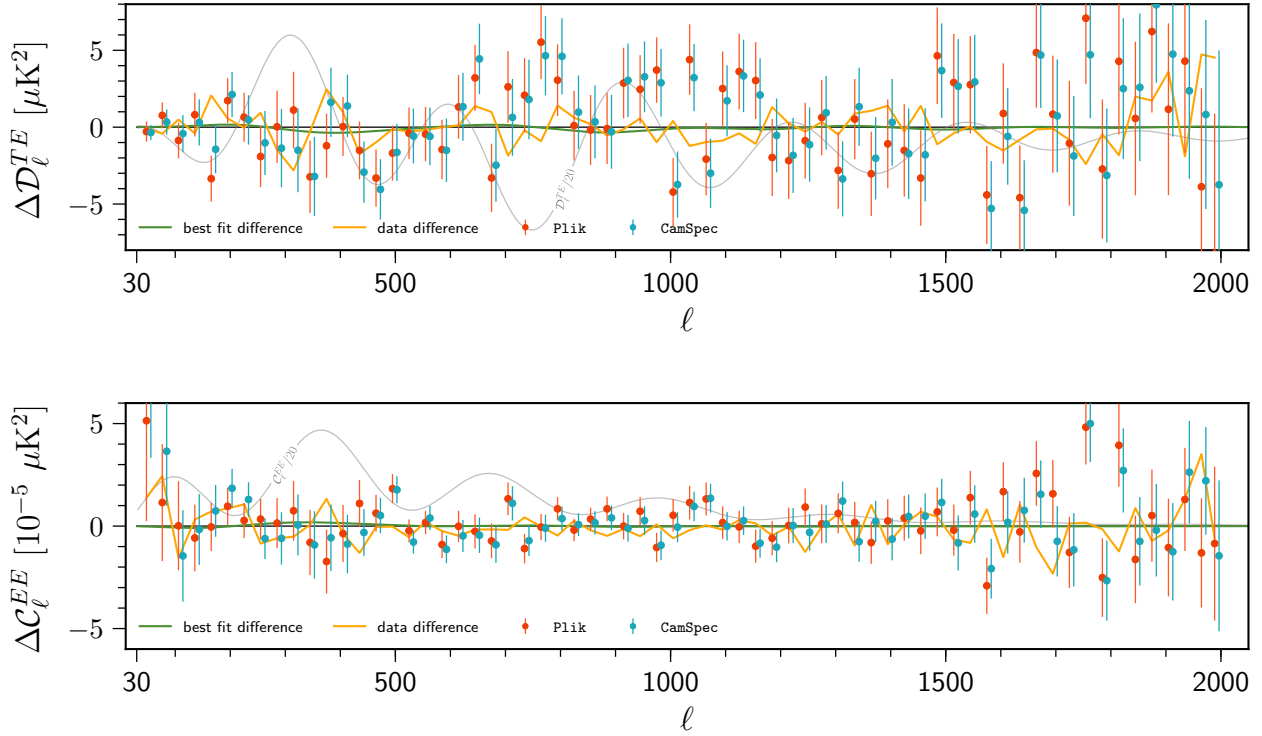 ΔD_ℓ^{TE} [μK²]
5
0
−5
D_ℓ^{TE}/20
best fit difference data difference Plik CamSpec
30 500 1000 1500 2000
ℓ
ΔC_ℓ^{EE} [10⁻⁵ μK²]
5
0
−5
C_ℓ^{EE}/20
best fit difference data difference Plik CamSpec
30 500 1000 1500 2000
ℓ